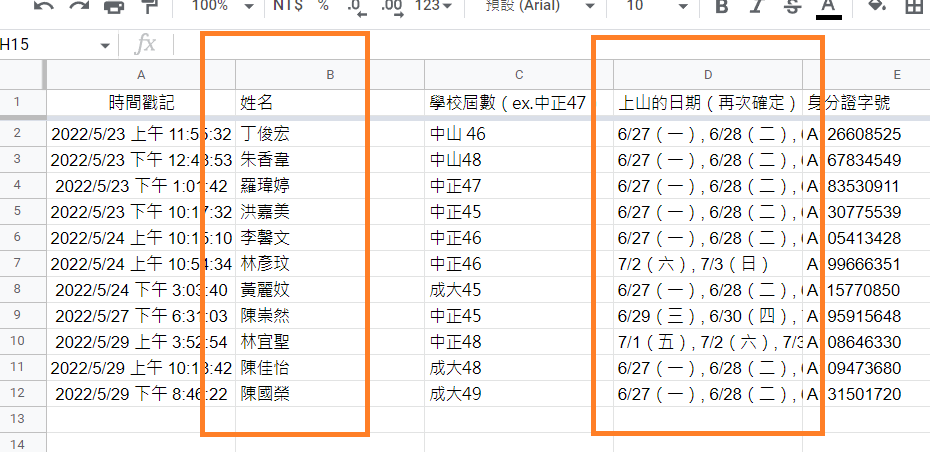 100% NT$ % .0 .00 123 預設 (Arial) 10 B I S A
H15 fx
A B C D E
1 時間戳記 姓名 學校屆數（ex.中正47 上山的日期（再次確定） 身分證字號
2 2022/5/23 上午 11:55:32 丁俊宏 中山 46 6/27（一）, 6/28（二）, A 26608525
3 2022/5/23 下午 12:43:53 朱香韋 中山48 6/27（一）, 6/28（二）, A 67834549
4 2022/5/23 下午 1:01:42 羅瑋婷 中正47 6/27（一）, 6/28（二）, A 83530911
5 2022/5/23 下午 10:17:32 洪嘉美 中正45 6/27（一）, 6/28（二）, A 30775539
6 2022/5/24 上午 10:15:10 李馨文 中正46 6/27（一）, 6/28（二）, A 05413428
7 2022/5/24 上午 10:54:34 林彥玟 中正46 7/2（六）, 7/3（日） A 99666351
8 2022/5/24 下午 3:03:40 黃麗妏 成大45 6/27（一）, 6/28（二）, A 15770850
9 2022/5/27 下午 6:31:03 陳崇然 中正45 6/29（三）, 6/30（四）, A 95915648
10 2022/5/29 上午 3:52:54 林宜聖 中正48 7/1（五）, 7/2（六）, 7/3 A 08646330
11 2022/5/29 上午 10:13:42 陳佳怡 成大48 6/27（一）, 6/28（二）, A 09473680
12 2022/5/29 下午 8:46:22 陳國榮 成大49 6/27（一）, 6/28（二）, A 31501720
13
14